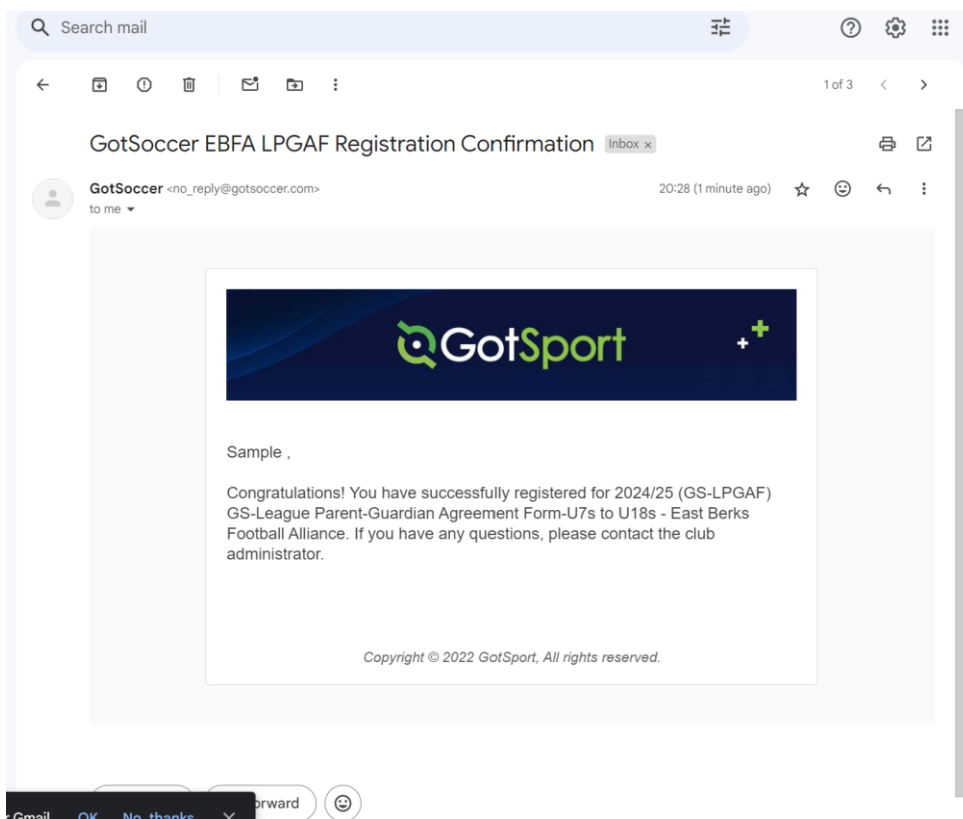 Search mail
1 of 3
GotSoccer EBFA LPGAF Registration Confirmation Inbox x
GotSoccer <no_reply@gotsoccer.com> 20:28 (1 minute ago)
to me
GotSport
Sample ,
Congratulations! You have successfully registered for 2024/25 (GS-LPGAF)
GS-League Parent-Guardian Agreement Form-U7s to U18s - East Berks
Football Alliance. If you have any questions, please contact the club
administrator.
Copyright © 2022 GotSport, All rights reserved.
Gmail OK No, thanks